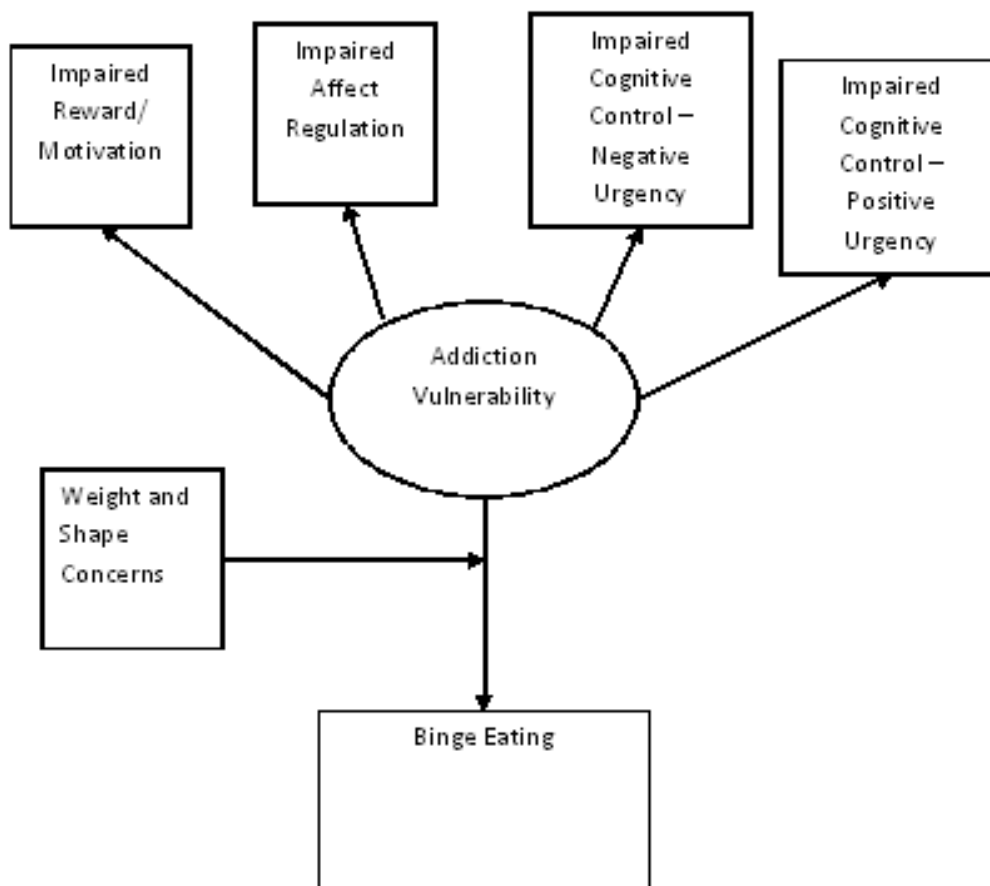 Impaired
Reward/
Motivation
Impaired
Affect
Regulation
Impaired
Cognitive
Control –
Negative
Urgency
Impaired
Cognitive
Control –
Positive
Urgency
Addiction
Vulnerability
Weight and
Shape
Concerns
Binge Eating